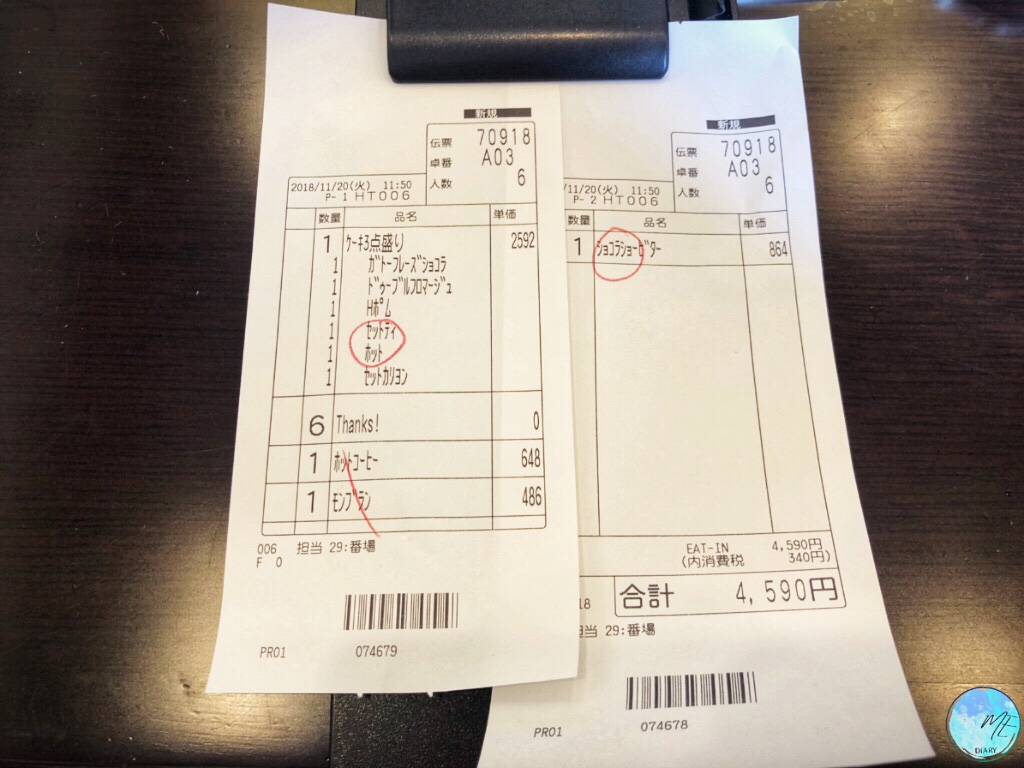 新規
伝票 70918
卓番 A03
人数 6
2018/11/20(火) 11:50
P- 1 HT006
数量 品名 単価
1 ケーキ3点盛り 2592
1 ガトーフレーズショコラ
1 ドゥーブルフロマージュ
1 Hポム
1 セットティ
1 ホット
1 セットカリヨン
6 Thanks! 0
1 ホットコーヒー 648
1 モンブラン 486
006 担当 29:番場
F 0
PR01 074679
新規
伝票 70918
卓番 A03
人数 6
/11/20(火) 11:50
P- 2 HT006
数量 品名 単価
1 ショコラショービター 864
EAT-IN 4,590円
(内消費税 340円)
合計 4,590円
18
担当 29:番場
PR01 074678
ME
DIARY